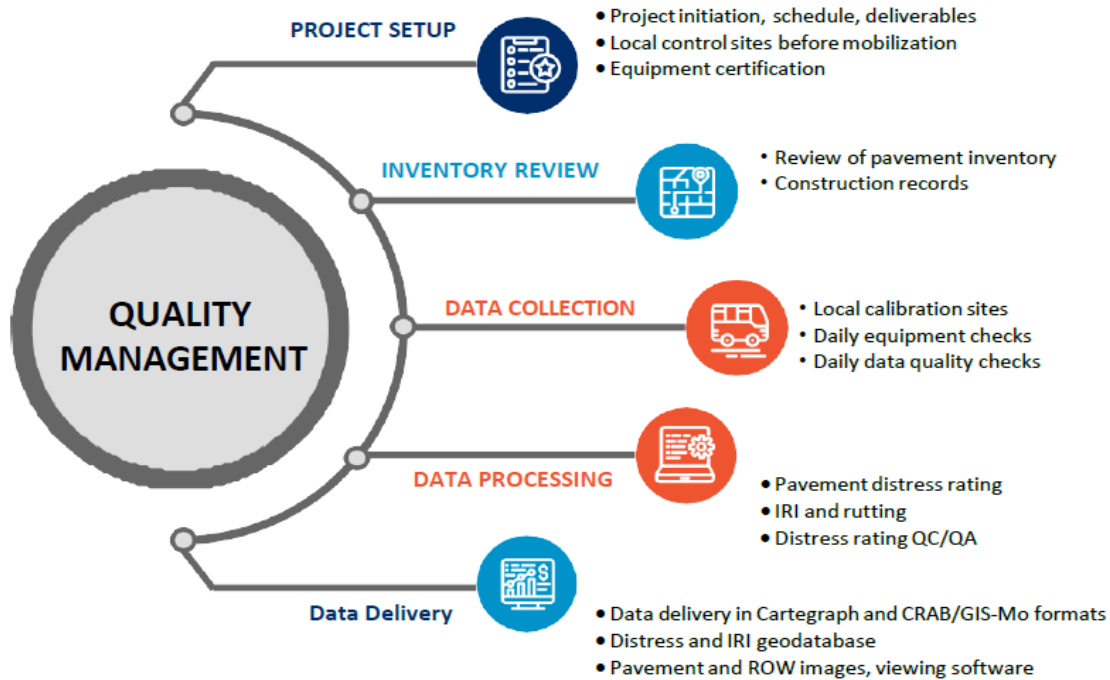 PROJECT SETUP
• Project initiation, schedule, deliverables
• Local control sites before mobilization
• Equipment certification
INVENTORY REVIEW
• Review of pavement inventory
• Construction records
QUALITY
MANAGEMENT
DATA COLLECTION
• Local calibration sites
• Daily equipment checks
• Daily data quality checks
DATA PROCESSING
• Pavement distress rating
• IRI and rutting
• Distress rating QC/QA
Data Delivery
• Data delivery in Cartegraph and CRAB/GIS-Mo formats
• Distress and IRI geodatabase
• Pavement and ROW images, viewing software